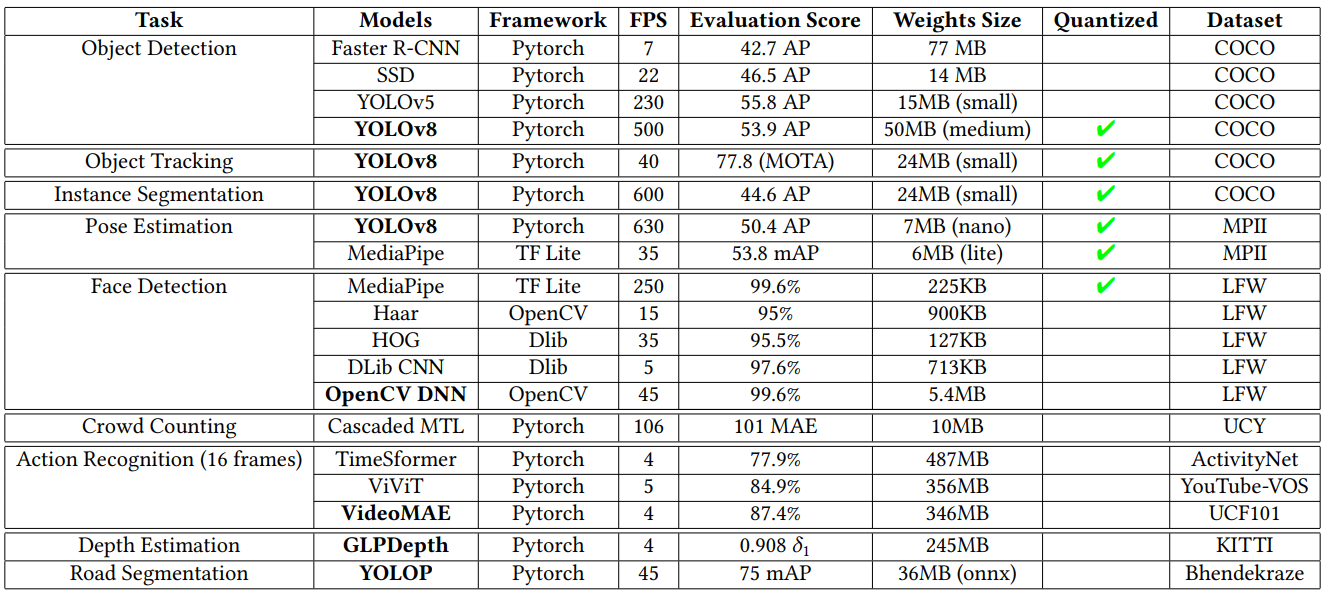 Task Models Framework FPS Evaluation Score Weights Size Quantized Dataset
Object Detection Faster R-CNN Pytorch 7 42.7 AP 77 MB COCO
SSD Pytorch 22 46.5 AP 14 MB COCO
YOLOv5 Pytorch 230 55.8 AP 15MB (small) COCO
YOLOv8 Pytorch 500 53.9 AP 50MB (medium) ✔ COCO
Object Tracking YOLOv8 Pytorch 40 77.8 (MOTA) 24MB (small) ✔ COCO
Instance Segmentation YOLOv8 Pytorch 600 44.6 AP 24MB (small) ✔ COCO
Pose Estimation YOLOv8 Pytorch 630 50.4 AP 7MB (nano) ✔ MPII
MediaPipe TF Lite 35 53.8 mAP 6MB (lite) ✔ MPII
Face Detection MediaPipe TF Lite 250 99.6% 225KB ✔ LFW
Haar OpenCV 15 95% 900KB LFW
HOG Dlib 35 95.5% 127KB LFW
DLib CNN Dlib 5 97.6% 713KB LFW
OpenCV DNN OpenCV 45 99.6% 5.4MB LFW
Crowd Counting Cascaded MTL Pytorch 106 101 MAE 10MB UCY
Action Recognition (16 frames) TimeSformer Pytorch 4 77.9% 487MB ActivityNet
ViViT Pytorch 5 84.9% 356MB YouTube-VOS
VideoMAE Pytorch 4 87.4% 346MB UCF101
Depth Estimation GLPDepth Pytorch 4 0.908 δ₁ 245MB KITTI
Road Segmentation YOLOP Pytorch 45 75 mAP 36MB (onnx) Bhendekraze